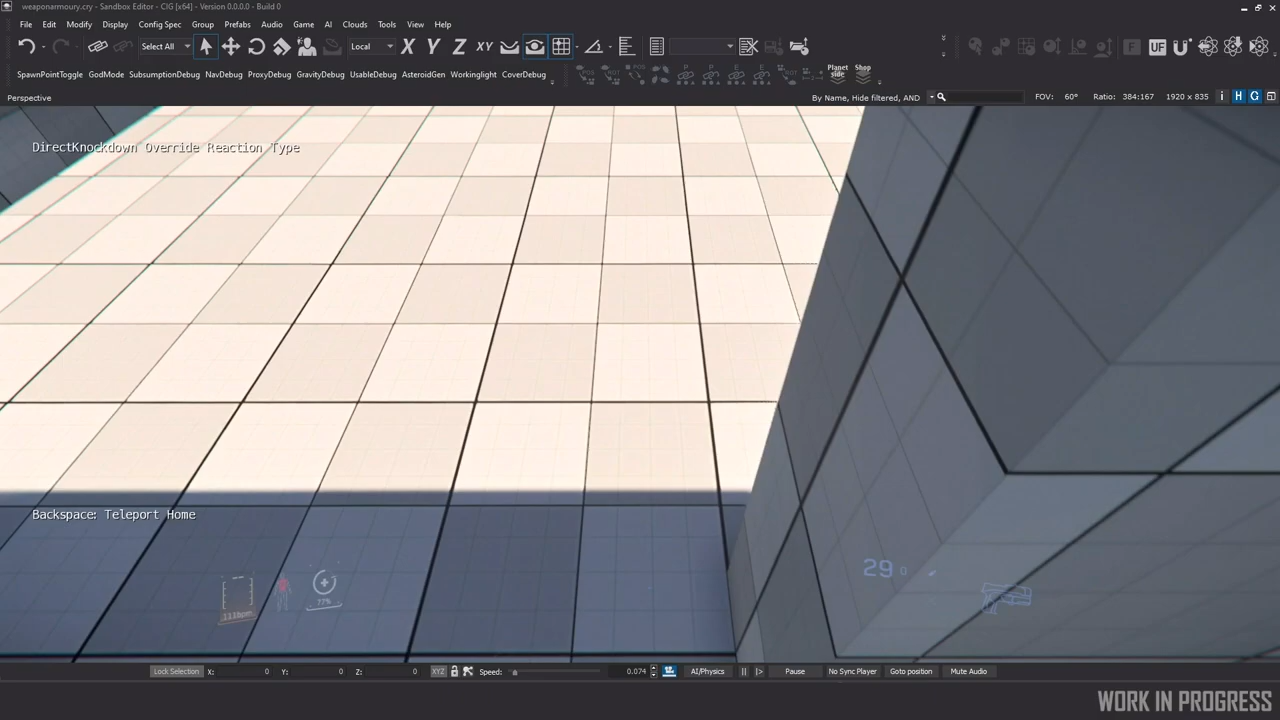 weaponarmoury.cry - Sandbox Editor - CIG [x64] - Version 0.0.0.0 - Build 0
File Edit Modify Display Config Spec Group Prefabs Audio Game AI Clouds Tools View Help
Select All Local X Y Z XY F UF U
SpawnPointToggle GodMode SubsumptionDebug NavDebug ProxyDebug GravityDebug UsableDebug AsteroidGen Workinglight CoverDebug Planet side Shop
Perspective By Name, Hide filtered, AND FOV: 60° Ratio: 384:167 1920 x 835 i H G
DirectKnockdown Override Reaction Type
Backspace: Teleport Home
29 0
77%
Lock Selection X: 0 Y: 0 Z: 0 XYZ Speed: 0.074 AI/Physics Pause No Sync Player Goto position Mute Audio
WORK IN PROGRESS